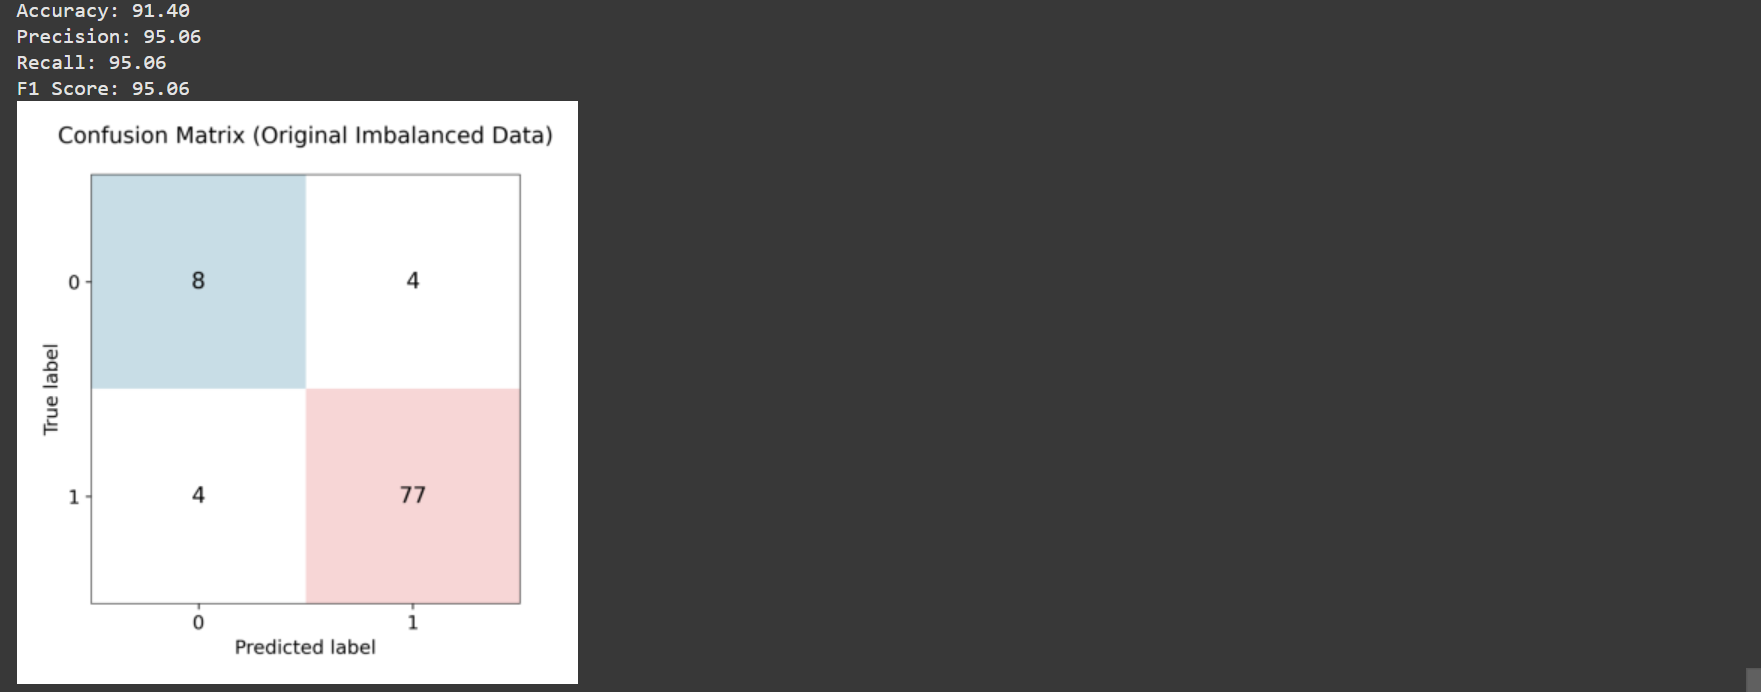 Accuracy: 91.40
Precision: 95.06
Recall: 95.06
F1 Score: 95.06
Confusion Matrix (Original Imbalanced Data)
0
8
4
True label
1
4
77
0
1
Predicted label